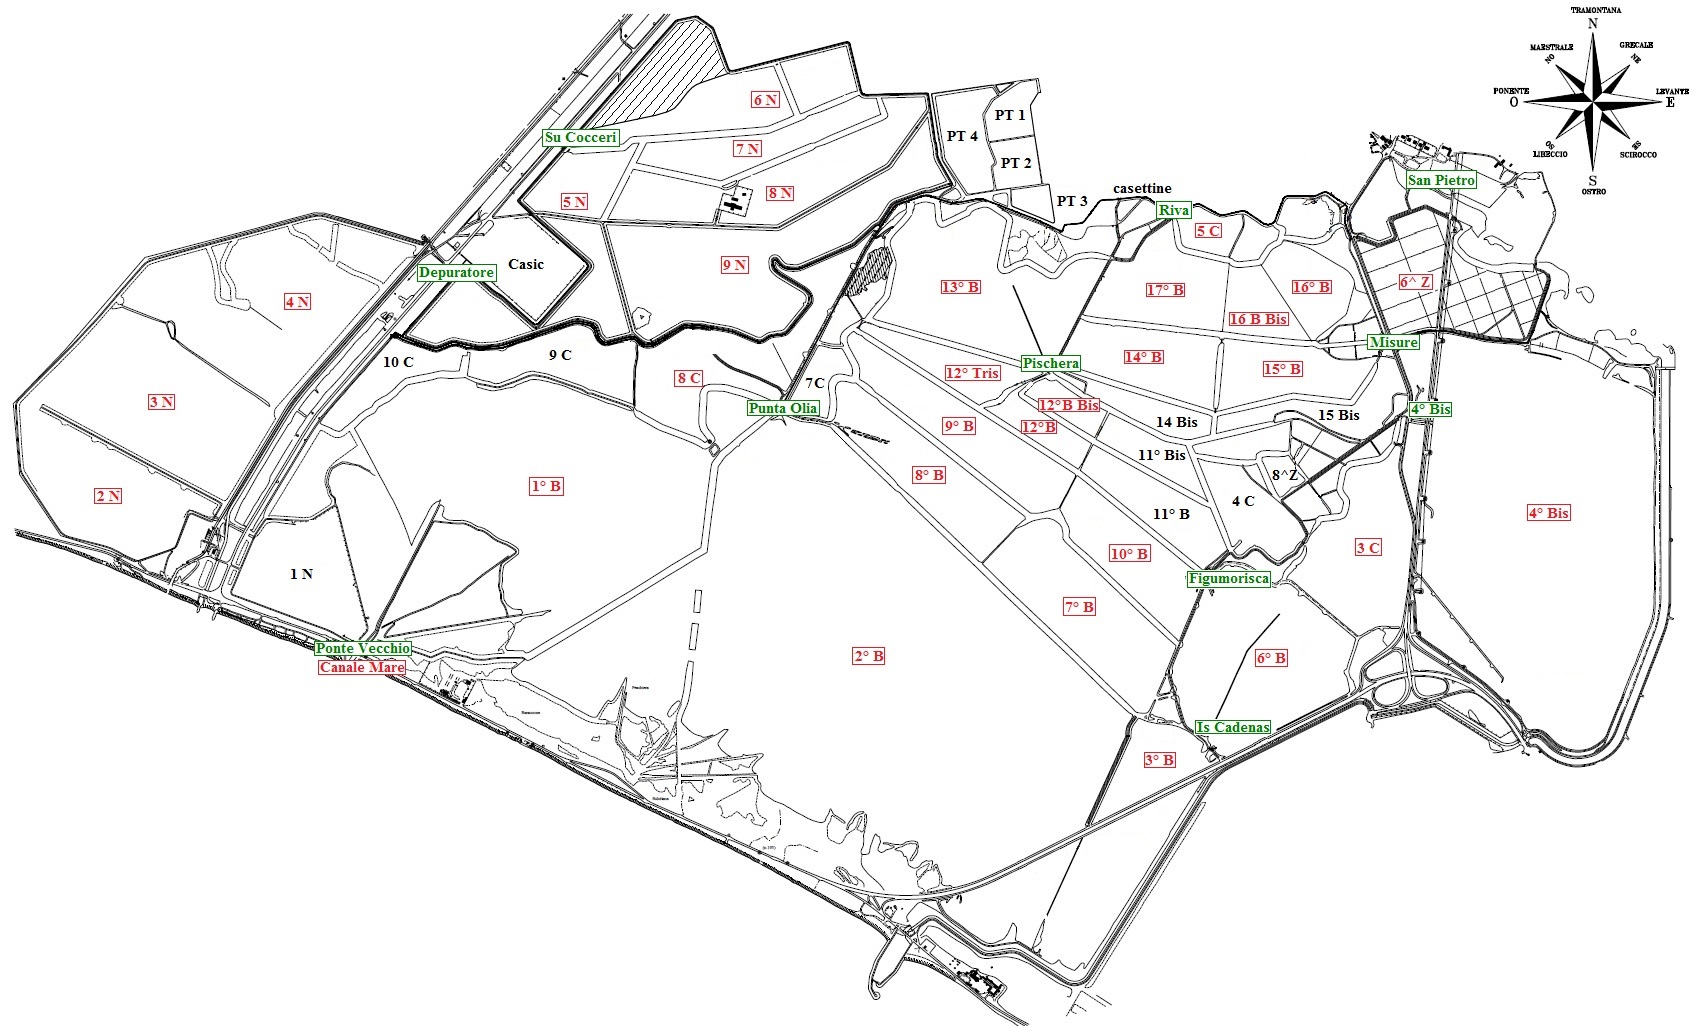 TRAMONTANA
N
MAESTRALE
NO
GRECALE
NE
PONENTE
O
LEVANTE
E
OS
LIBECCIO
ES
SCIROCCO
S
OSTRO
6 N
Su Cocceri
7 N
5 N
8 N
9 N
PT 4
PT 1
PT 2
PT 3
casettine
Riva
5 C
San Pietro
6^ Z
Depuratore
Casic
4 N
3 N
2 N
10 C
9 C
8 C
7C
Punta Olia
13° B
17° B
16° B
16 B Bis
Misure
Pischera
14° B
15° B
12° Tris
12°B Bis
12°B
14 Bis
15 Bis
4° Bis
9° B
11° Bis
8° B
8^Z
4 C
11° B
4° Bis
1° B
10° B
3 C
1 N
Figumorisca
7° B
Ponte Vecchio
Canale Mare
2° B
6° B
Is Cadenas
3° B
Peschiera